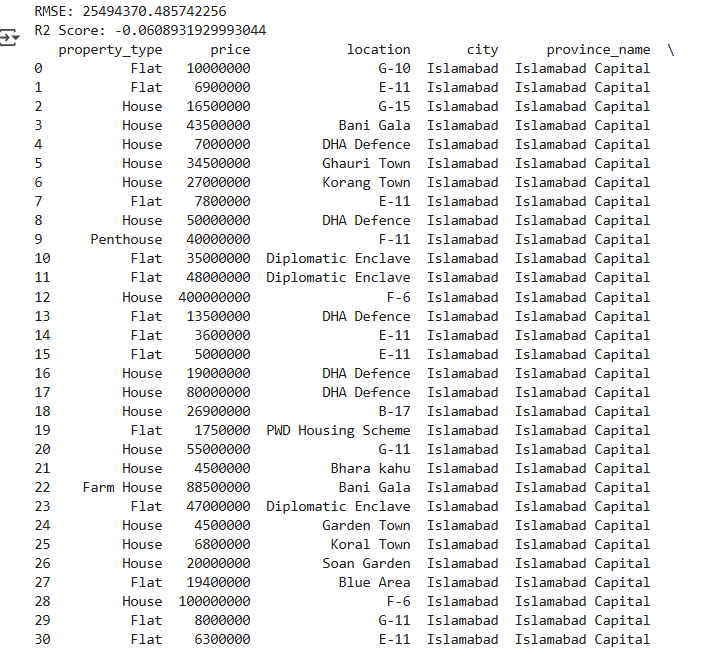 RMSE: 25494370.485742256
R2 Score: -0.0608931929993044
property_type price location city province_name \
0 Flat 10000000 G-10 Islamabad Islamabad Capital
1 Flat 6900000 E-11 Islamabad Islamabad Capital
2 House 16500000 G-15 Islamabad Islamabad Capital
3 House 43500000 Bani Gala Islamabad Islamabad Capital
4 House 7000000 DHA Defence Islamabad Islamabad Capital
5 House 34500000 Ghauri Town Islamabad Islamabad Capital
6 House 27000000 Korang Town Islamabad Islamabad Capital
7 Flat 7800000 E-11 Islamabad Islamabad Capital
8 House 50000000 DHA Defence Islamabad Islamabad Capital
9 Penthouse 40000000 F-11 Islamabad Islamabad Capital
10 Flat 35000000 Diplomatic Enclave Islamabad Islamabad Capital
11 Flat 48000000 Diplomatic Enclave Islamabad Islamabad Capital
12 House 400000000 F-6 Islamabad Islamabad Capital
13 Flat 13500000 DHA Defence Islamabad Islamabad Capital
14 Flat 3600000 E-11 Islamabad Islamabad Capital
15 Flat 5000000 E-11 Islamabad Islamabad Capital
16 House 19000000 DHA Defence Islamabad Islamabad Capital
17 House 80000000 DHA Defence Islamabad Islamabad Capital
18 House 26900000 B-17 Islamabad Islamabad Capital
19 Flat 1750000 PWD Housing Scheme Islamabad Islamabad Capital
20 House 55000000 G-11 Islamabad Islamabad Capital
21 House 4500000 Bhara kahu Islamabad Islamabad Capital
22 Farm House 88500000 Bani Gala Islamabad Islamabad Capital
23 Flat 47000000 Diplomatic Enclave Islamabad Islamabad Capital
24 House 4500000 Garden Town Islamabad Islamabad Capital
25 House 6800000 Koral Town Islamabad Islamabad Capital
26 House 20000000 Soan Garden Islamabad Islamabad Capital
27 Flat 19400000 Blue Area Islamabad Islamabad Capital
28 House 100000000 F-6 Islamabad Islamabad Capital
29 Flat 8000000 G-11 Islamabad Islamabad Capital
30 Flat 6300000 E-11 Islamabad Islamabad Capital